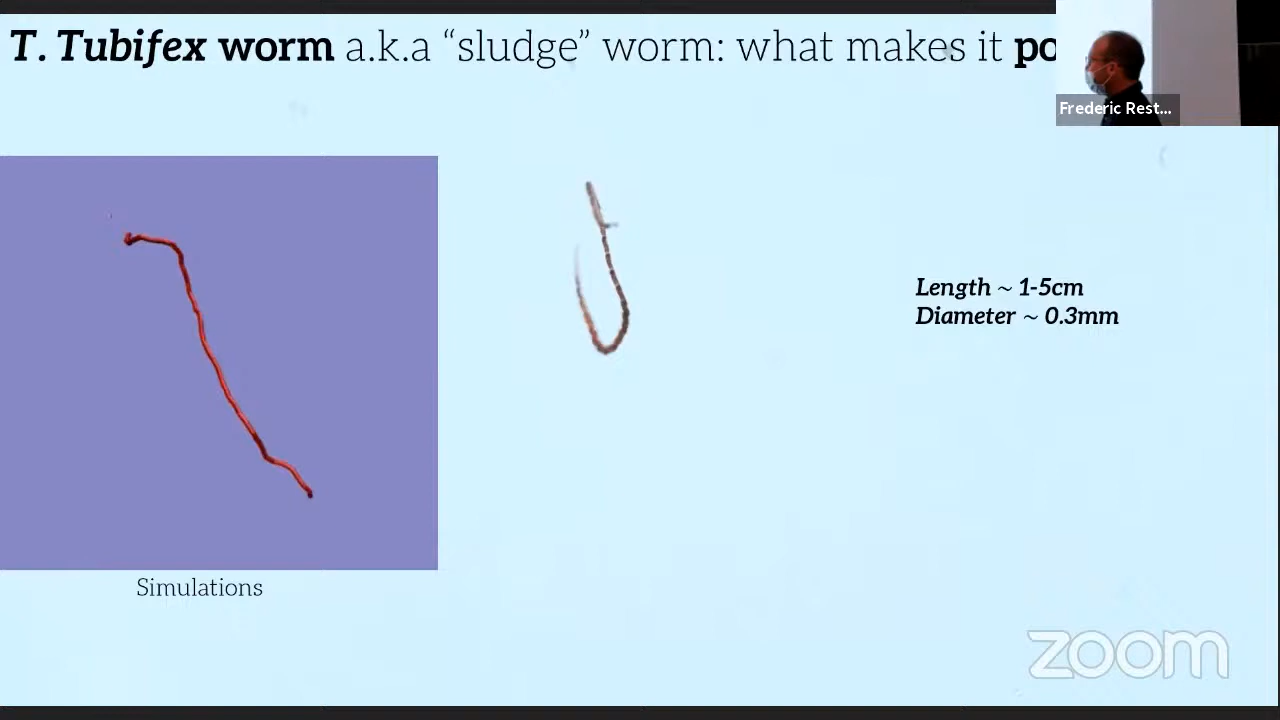 T. Tubifex worm a.k.a “sludge” worm: what makes it po
Frederic Rest...
Length ~ 1-5cm
Diameter ~ 0.3mm
Simulations
zoom